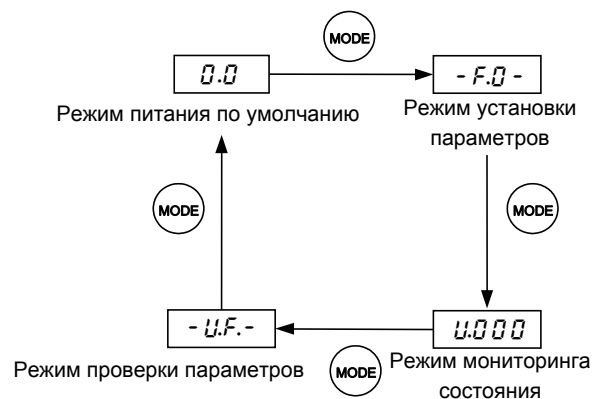 MODE
0.0
- F.0 -
Режим питания по умолчанию
Режим установки
параметров
MODE
MODE
- U.F.-
U.000
Режим проверки параметров
MODE
Режим мониторинга
состояния